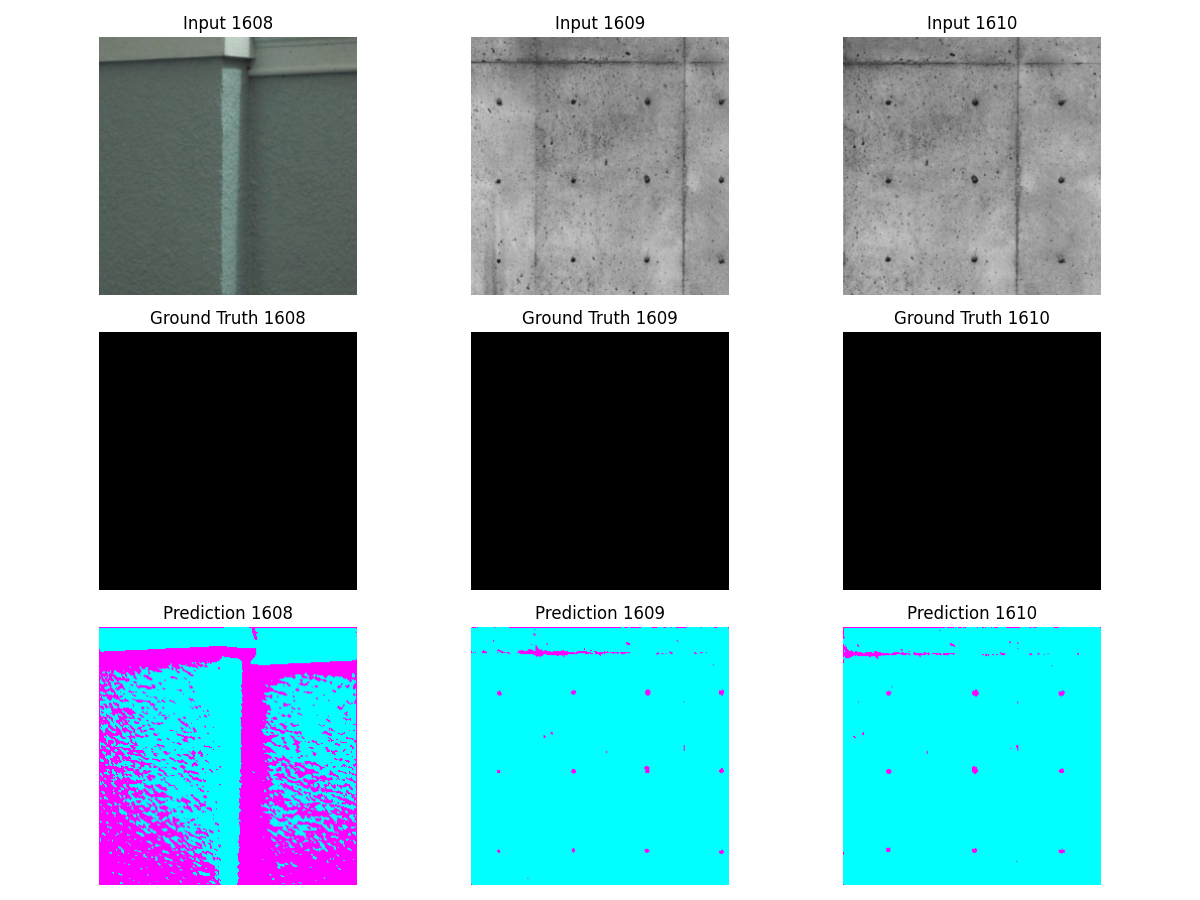 Input 1608
Input 1609
Input 1610
Ground Truth 1608
Ground Truth 1609
Ground Truth 1610
Prediction 1608
Prediction 1609
Prediction 1610